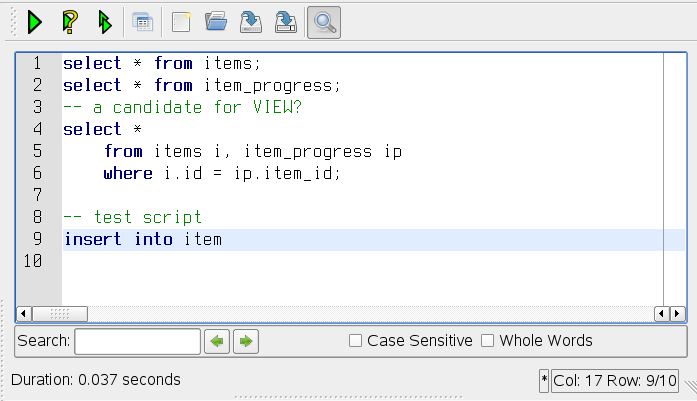 1 select * from items;
2 select * from item_progress;
3 -- a candidate for VIEW?
4 select *
5     from items i, item_progress ip
6     where i.id = ip.item_id;
7
8 -- test script
9 insert into item
10
Search: Case Sensitive Whole Words
Duration: 0.037 seconds * Col: 17 Row: 9/10